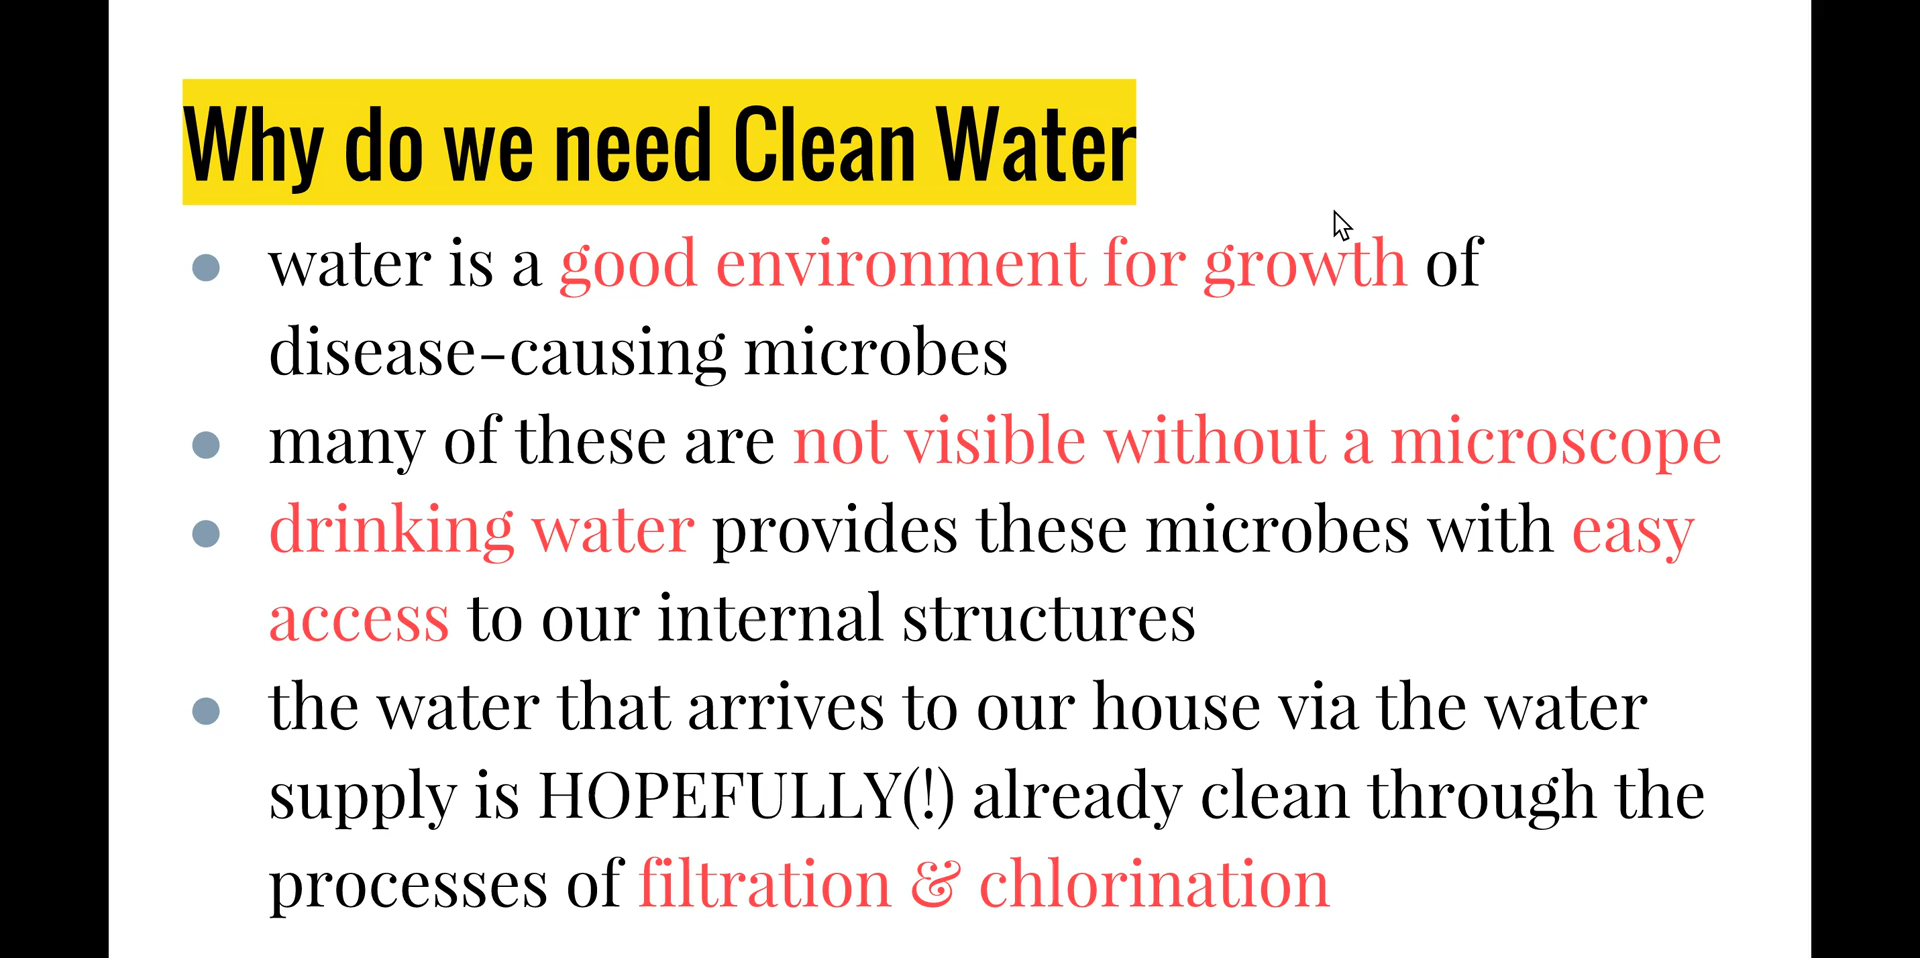 Why do we need Clean Water
● water is a good environment for growth of
disease-causing microbes
● many of these are not visible without a microscope
● drinking water provides these microbes with easy
access to our internal structures
● the water that arrives to our house via the water
supply is HOPEFULLY(!) already clean through the
processes of filtration & chlorination